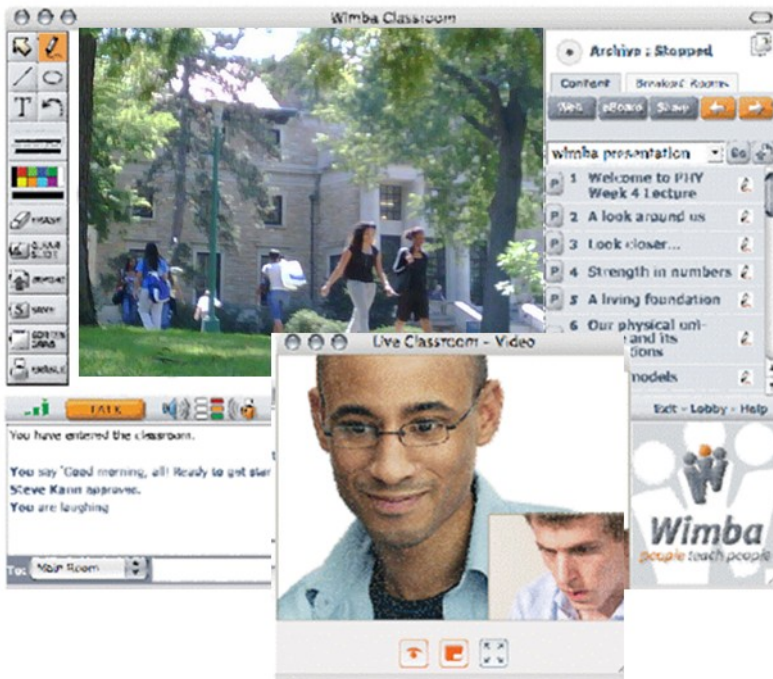 Wimba Classroom
Archive : Stopped
Content Breakout Rooms
Web eBoard Share
wimba presentation Go
P 1 Welcome to PHY
Week 4 Lecture
P 2 A look around us
P 3 Look closer...
P 4 Strength in numbers
P 5 A living foundation
P 6 Our physical uni-
and its
tions
models
Exit - Lobby - Help
T
Live Classroom - Video
TALK
You have entered the classroom.
You say "Good morning, all! Ready to get star
Steve Kann approves.
You are laughing
To: Main Room
Wimba
people teach people